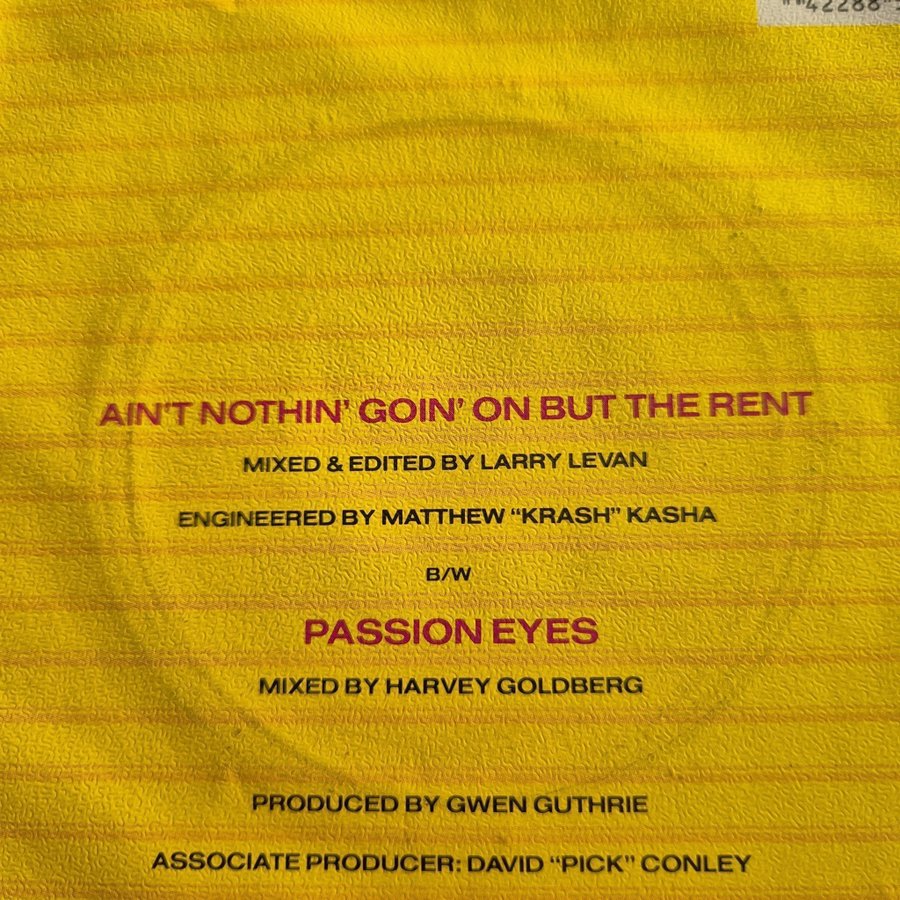 42288
AIN'T NOTHIN' GOIN' ON BUT THE RENT
MIXED & EDITED BY LARRY LEVAN
ENGINEERED BY MATTHEW “KRASH” KASHA
B/W
PASSION EYES
MIXED BY HARVEY GOLDBERG
PRODUCED BY GWEN GUTHRIE
ASSOCIATE PRODUCER: DAVID “PICK” CONLEY